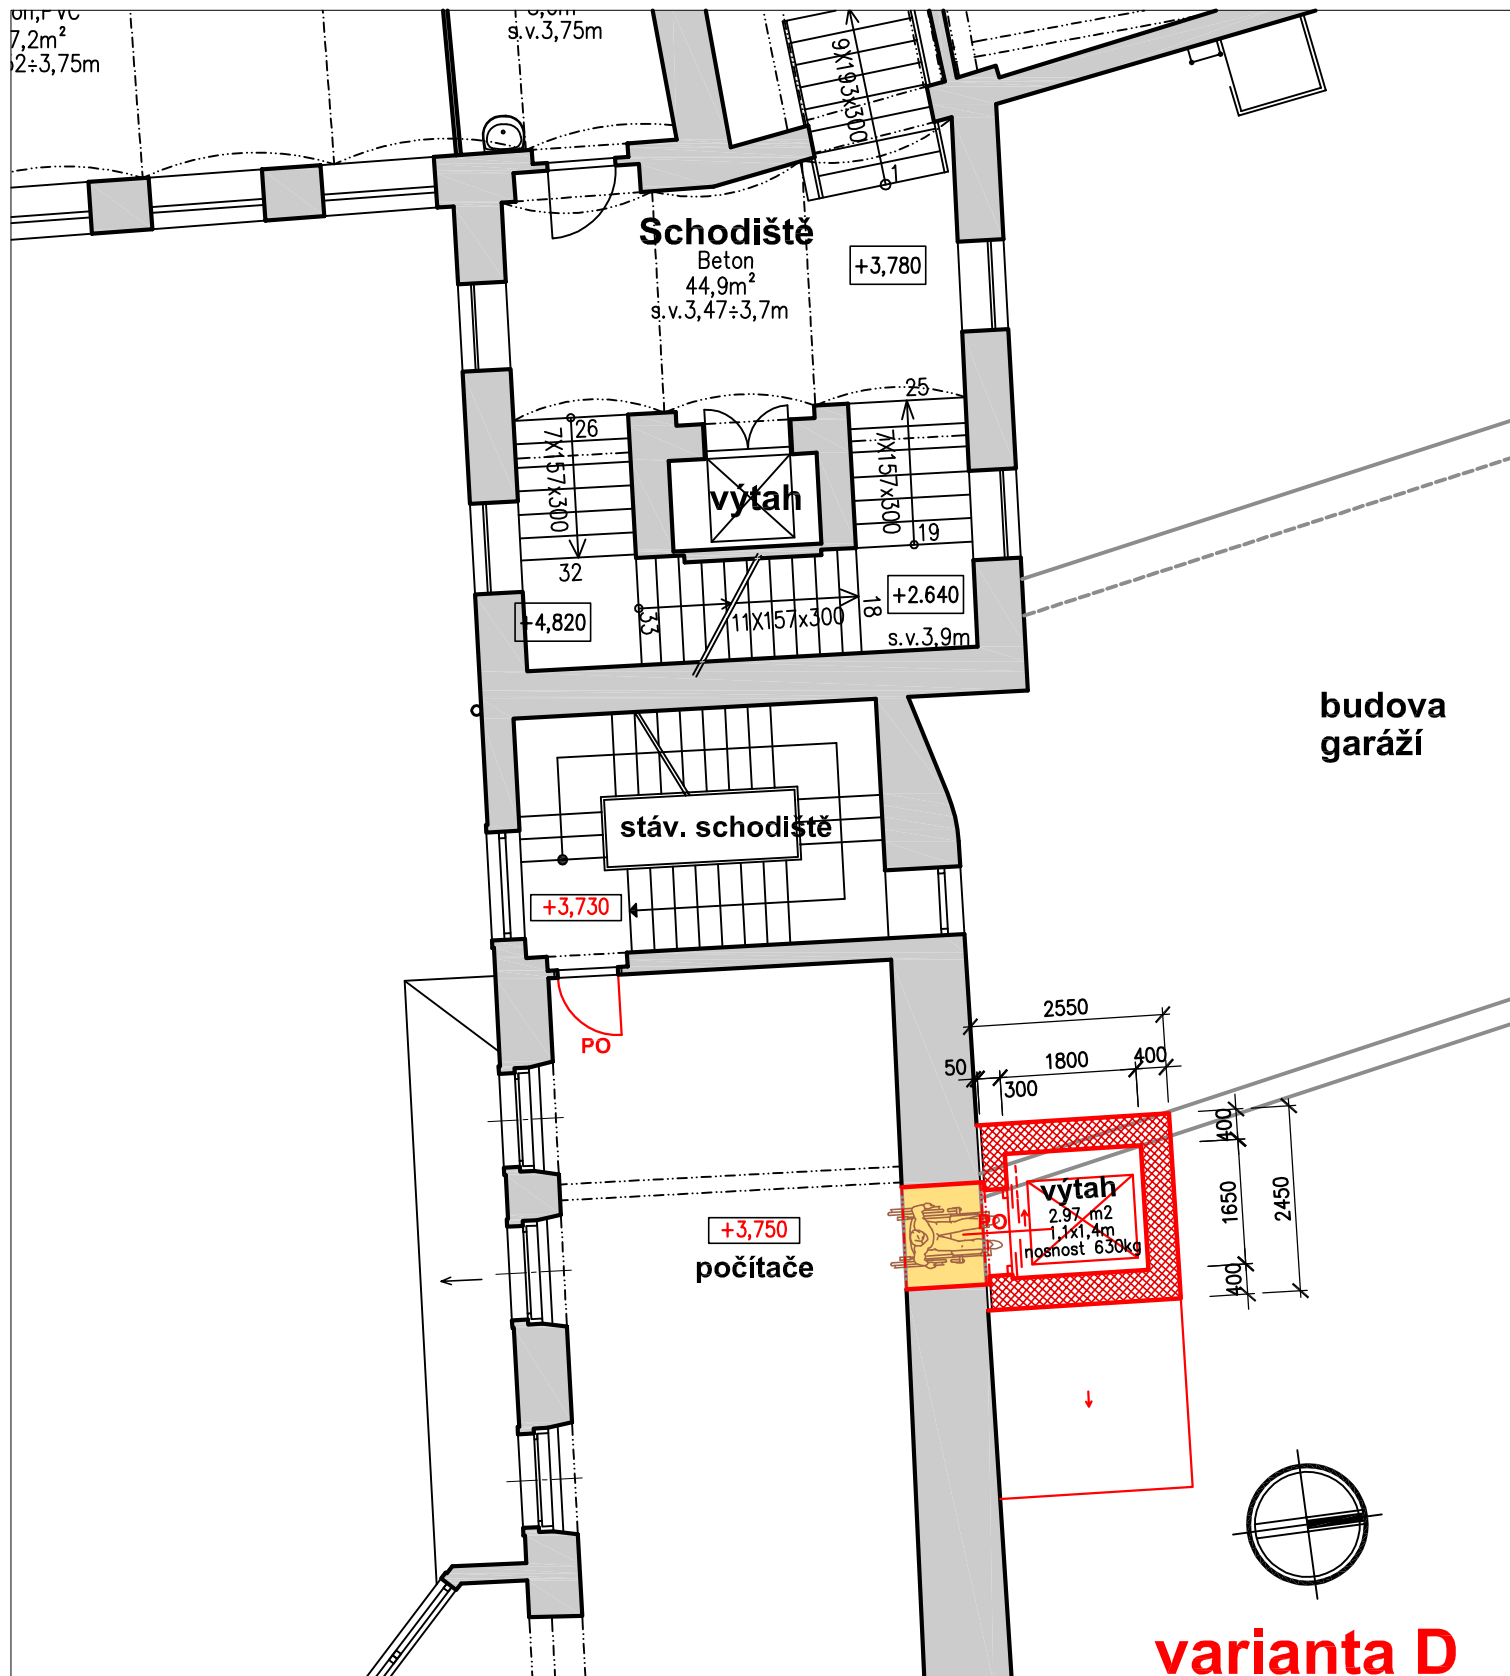 7,2m²
s.v.3,75m
9X193x300
1
Schodiště
Beton
44,9m²
s.v.3,47÷3,7m
+3,780
25
26
7X157x300
výtah
7X157x300
19
32
+4,820
33
11X157x300
18
+2.640
s.v.3,9m
budova
garáží
stáv. schodiště
+3,730
PO
2550
50
1800
400
300
400
1650
2450
400
výtah
2.97 m2
1,1x1,4m
nosnost 630kg
+3,750
počítače
varianta D